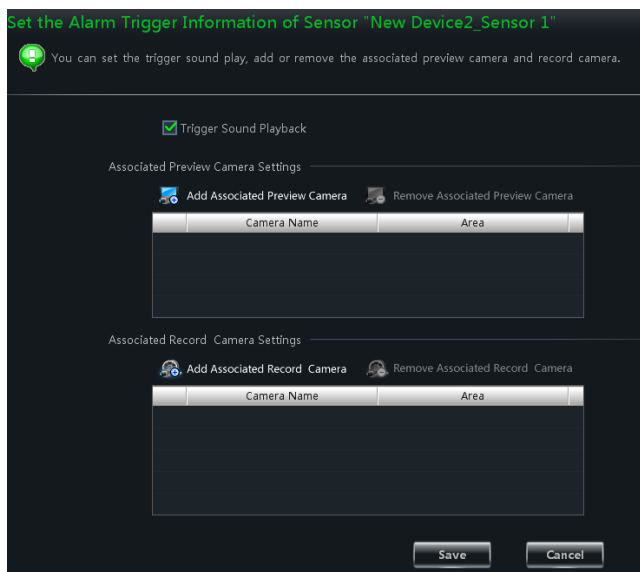 Set the Alarm Trigger Information of Sensor "New Device2_Sensor 1"
You can set the trigger sound play, add or remove the associated preview camera and record camera.
Trigger Sound Playback
Associated Preview Camera Settings
Add Associated Preview Camera Remove Associated Preview Camera
Camera Name Area
Associated Record Camera Settings
Add Associated Record Camera Remove Associated Record Camera
Camera Name Area
Save Cancel